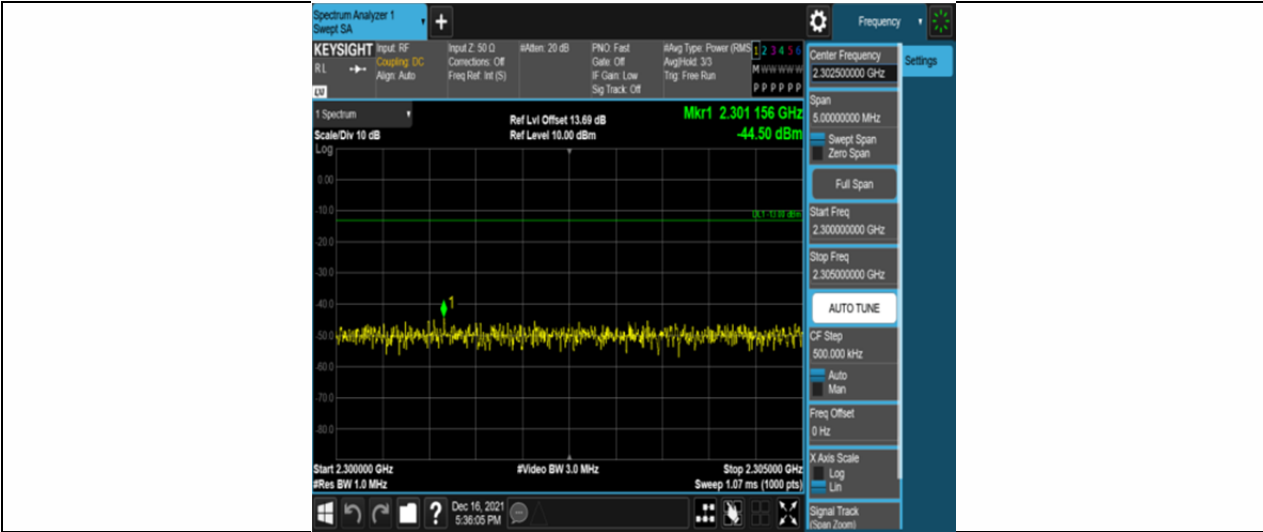 Spectrum Analyzer 1
Swept SA
+
Frequency
KEYSIGHT
RL
LV
Input: RF
Coupling: DC
Align: Auto
Input Z: 50 Ω
Corrections: Off
Freq Ref: Int (S)
#Atten: 20 dB
PNO: Fast
Gate: Off
IF Gain: Low
Sig Track: Off
#Avg Type: Power (RMS
Avg|Hold: 3/3
Trig: Free Run
1 2 3 4 5 6
M W W W W W
P P P P P P
Center Frequency
2.302500000 GHz
Settings
Span
5.00000000 MHz
Swept Span
Zero Span
Full Span
Start Freq
2.300000000 GHz
Stop Freq
2.305000000 GHz
AUTO TUNE
CF Step
500.000 kHz
Auto
Man
Freq Offset
0 Hz
X Axis Scale
Log
Lin
Signal Track
(Span Zoom)
1 Spectrum
Scale/Div 10 dB
Ref Lvl Offset 13.69 dB
Ref Level 10.00 dBm
Mkr1 2.301 156 GHz
-44.50 dBm
Log
0.00
-10.0
DL1 -13.00 dBm
-20.0
-30.0
-40.0
1
-50.0
-60.0
-70.0
-80.0
Start 2.300000 GHz
#Res BW 1.0 MHz
#Video BW 3.0 MHz
Stop 2.305000 GHz
Sweep 1.07 ms (1000 pts)
?
Dec 16, 2021
5:36:05 PM